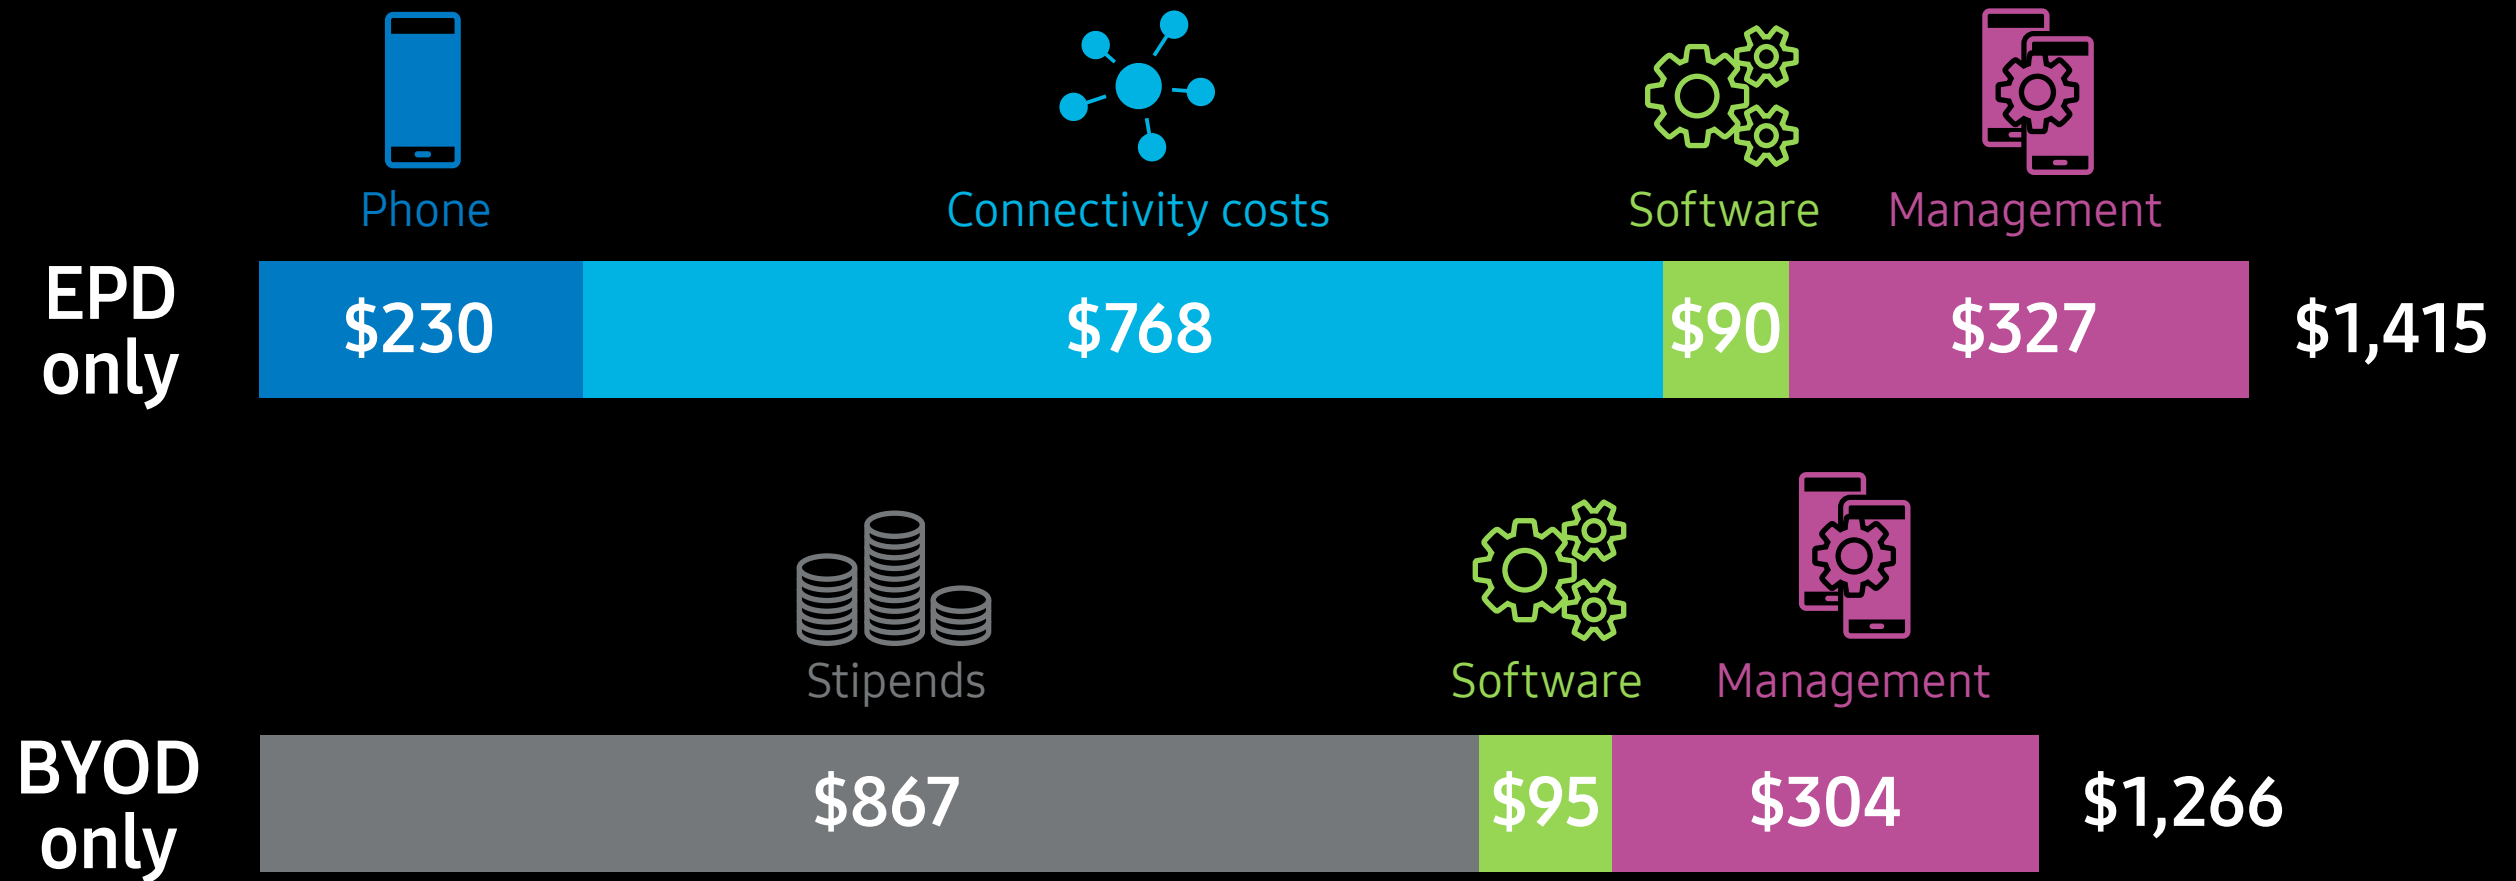 Phone
Connectivity costs
Software
Management
EPD
only
$230
$768
$90
$327
$1,415
Stipends
Software
Management
BYOD
only
$867
$95
$304
$1,266